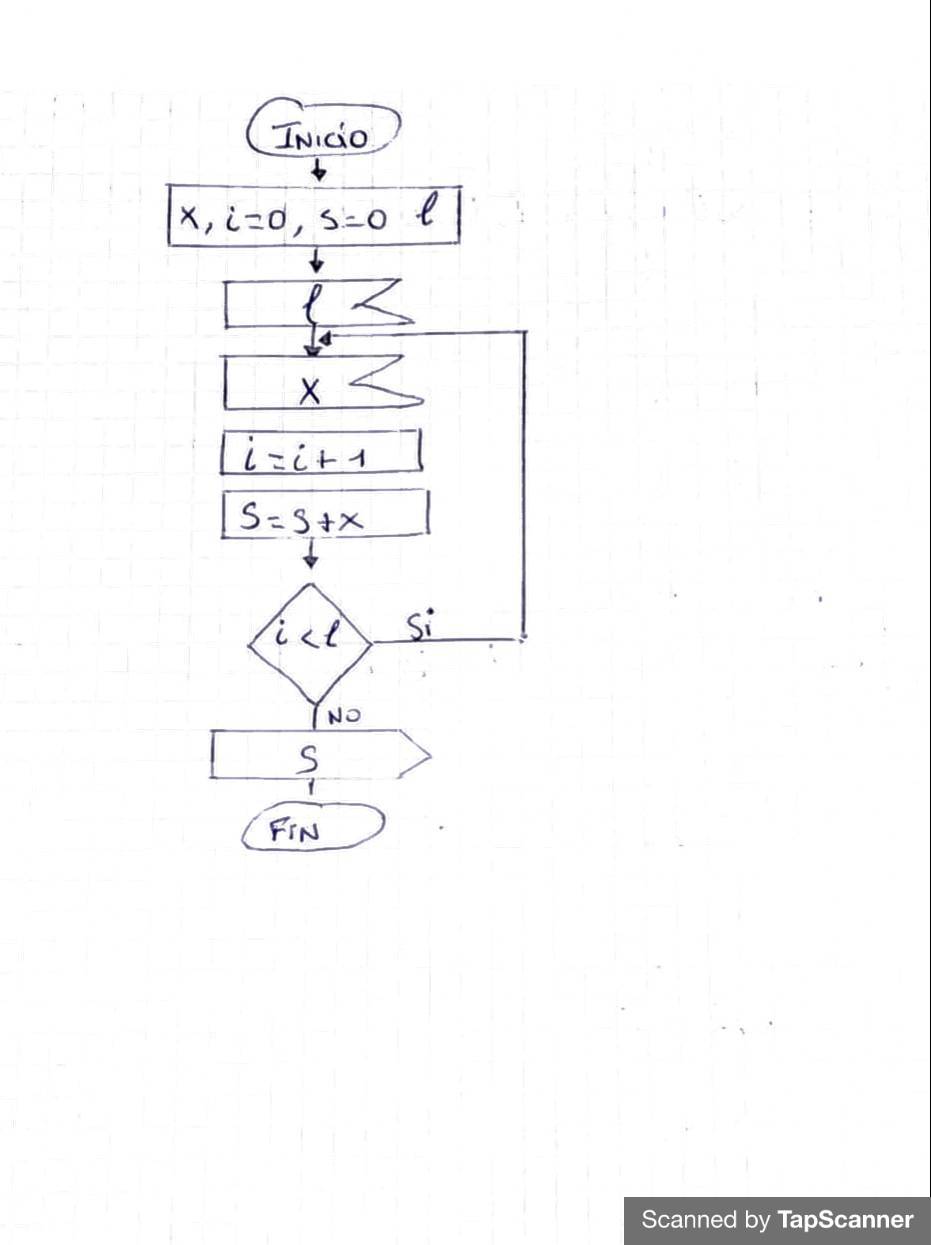 INICIO
x, i=0, s=0 l
l
x
i=i+1
S=S+x
i<l
Si
NO
S
FIN
Scanned by TapScanner